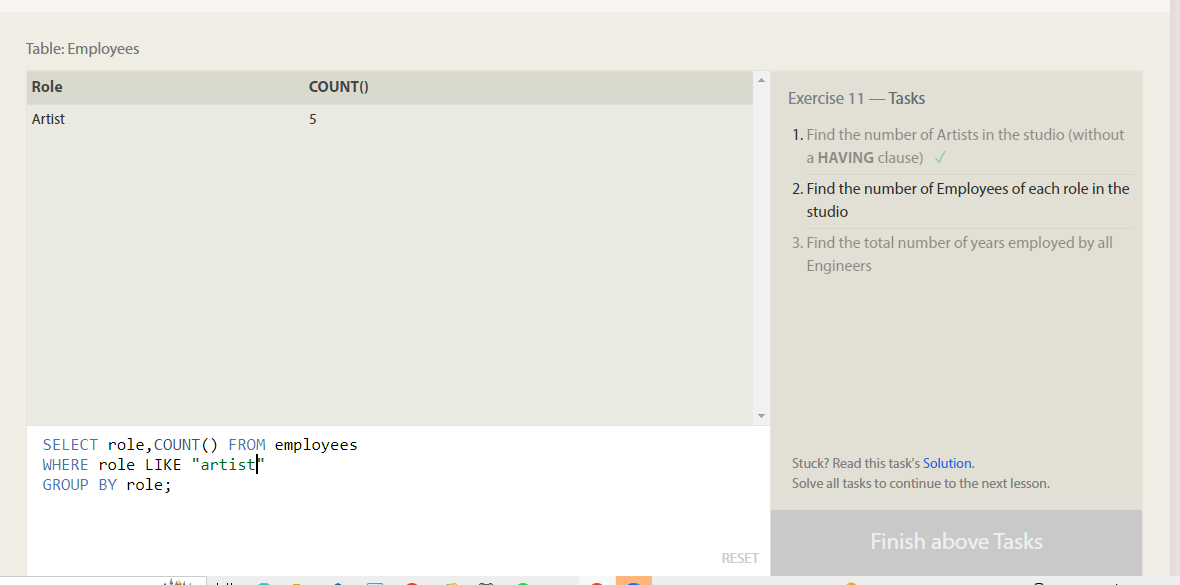 Table: Employees
Role COUNT()
Artist 5
Exercise 11 — Tasks
1. Find the number of Artists in the studio (without
a HAVING clause) ✓
2. Find the number of Employees of each role in the
studio
3. Find the total number of years employed by all
Engineers
SELECT role,COUNT() FROM employees
WHERE role LIKE "artist"
GROUP BY role;
RESET
Stuck? Read this task's Solution.
Solve all tasks to continue to the next lesson.
Finish above Tasks